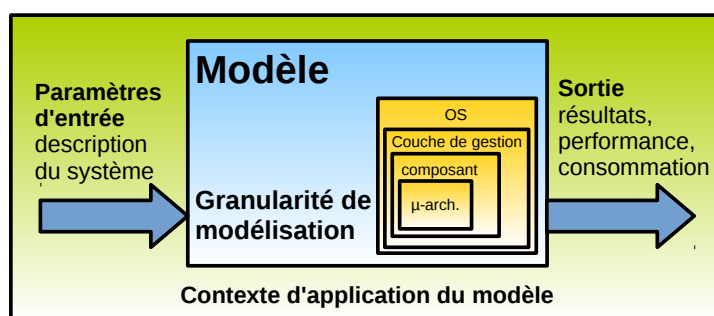 Modèle
Paramètres
d'entrée
description
du système
OS
Couche de gestion
composant
µ-arch.
Granularité de
modélisation
Sortie
résultats,
performance,
consommation
Contexte d'application du modèle